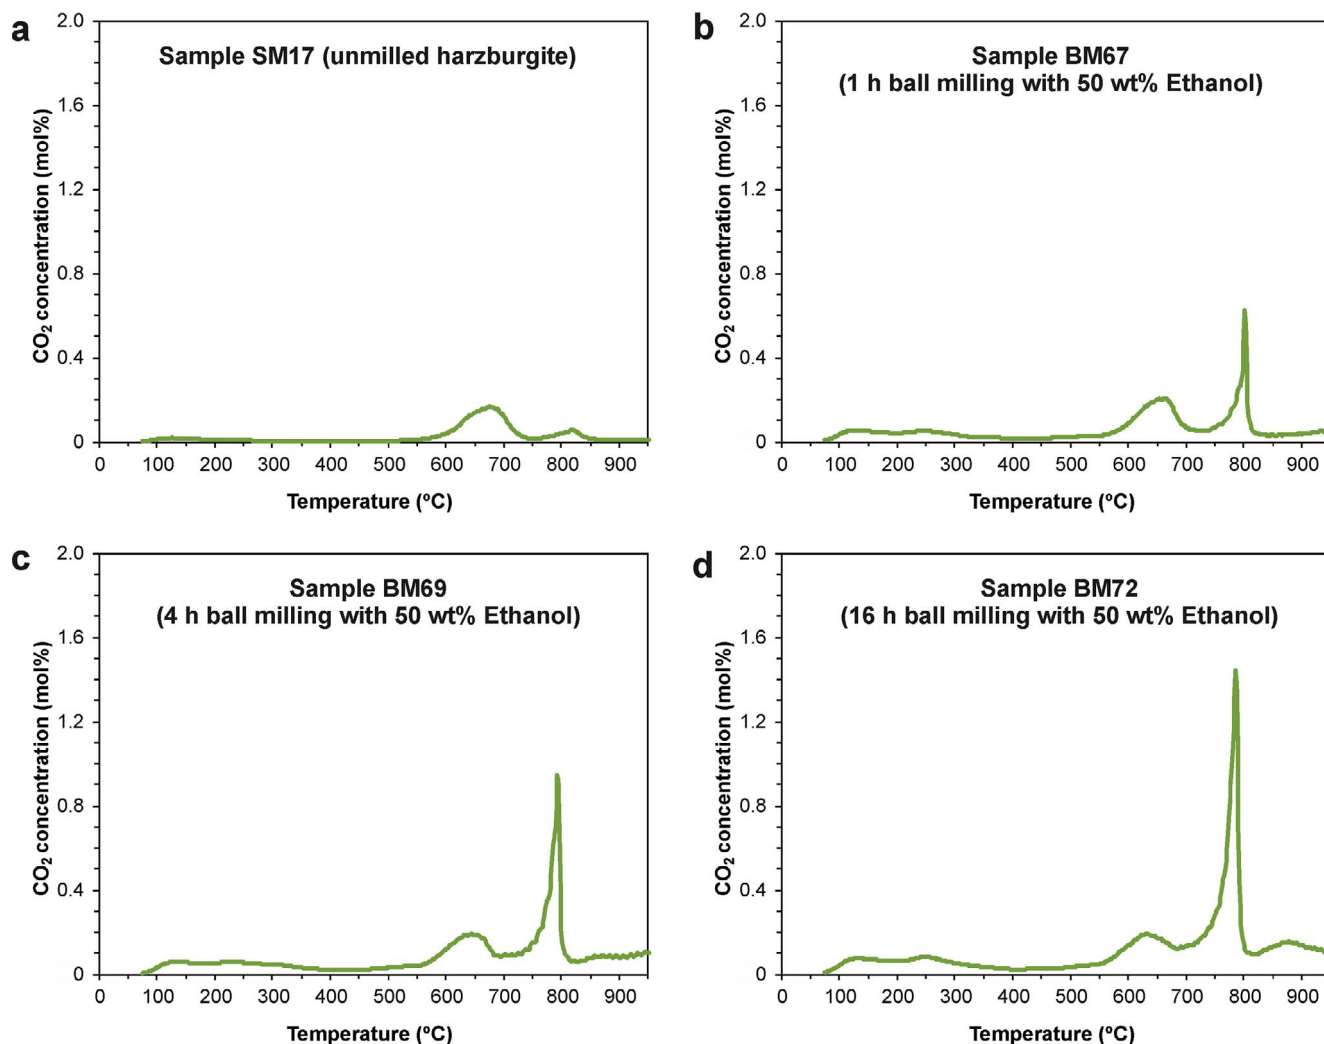 a
Sample SM17 (unmilled harzburgite)
CO₂ concentration (mol%)
2.0
1.6
1.2
0.8
0.4
0
0 100 200 300 400 500 600 700 800 900
Temperature (ºC)
b
Sample BM67
(1 h ball milling with 50 wt% Ethanol)
CO₂ concentration (mol%)
2.0
1.6
1.2
0.8
0.4
0
0 100 200 300 400 500 600 700 800 900
Temperature (ºC)
c
Sample BM69
(4 h ball milling with 50 wt% Ethanol)
CO₂ concentration (mol%)
2.0
1.6
1.2
0.8
0.4
0
0 100 200 300 400 500 600 700 800 900
Temperature (ºC)
d
Sample BM72
(16 h ball milling with 50 wt% Ethanol)
CO₂ concentration (mol%)
2.0
1.6
1.2
0.8
0.4
0
0 100 200 300 400 500 600 700 800 900
Temperature (ºC)